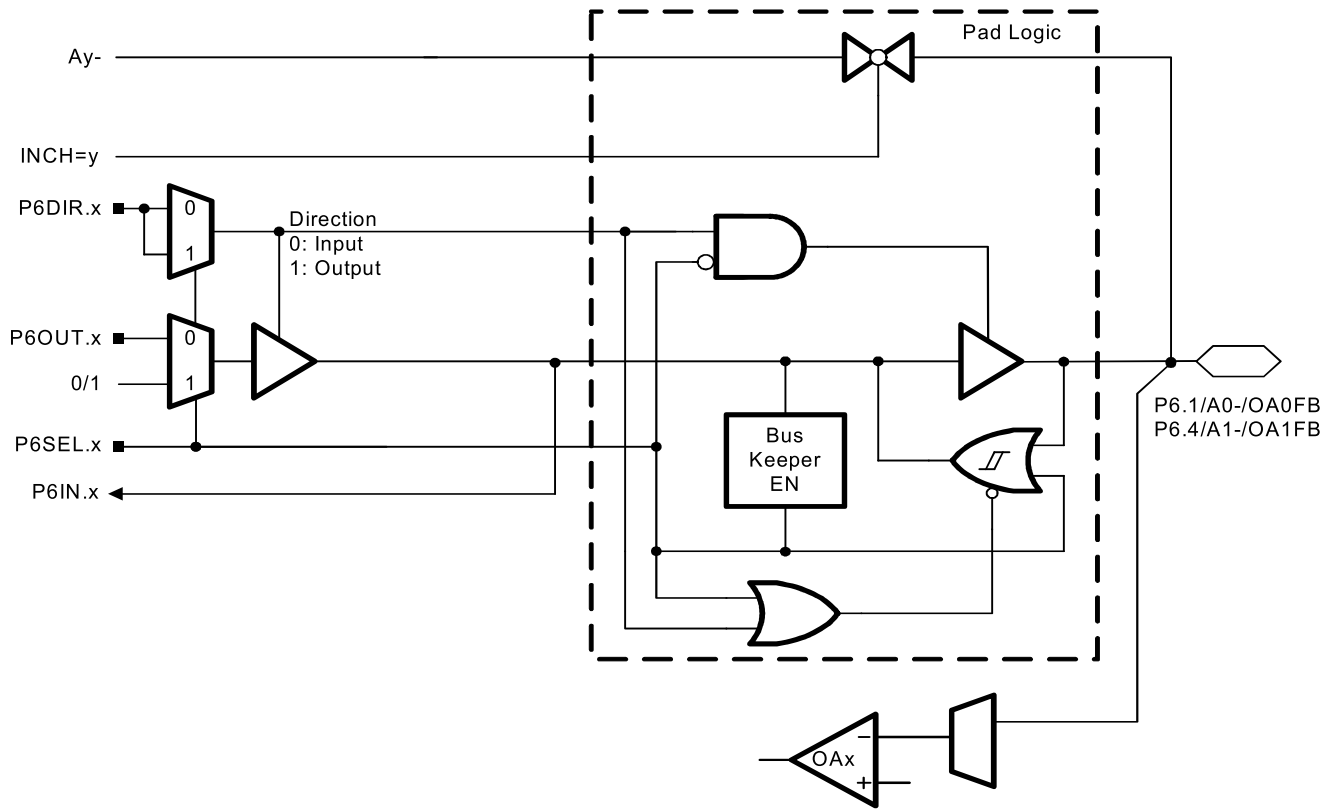 Pad Logic
Ay-
INCH=y
P6DIR.x
0
1
Direction
0: Input
1: Output
P6OUT.x
0
0/1
1
P6SEL.x
P6IN.x
Bus
Keeper
EN
P6.1/A0-/OA0FB
P6.4/A1-/OA1FB
−
OAx
+